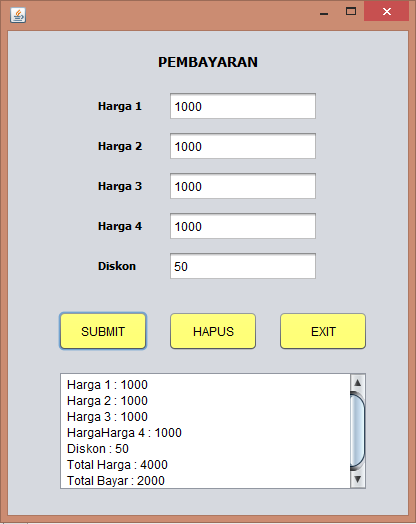 PEMBAYARAN
Harga 1 1000
Harga 2 1000
Harga 3 1000
Harga 4 1000
Diskon 50
SUBMIT HAPUS EXIT
Harga 1 : 1000
Harga 2 : 1000
Harga 3 : 1000
HargaHarga 4 : 1000
Diskon : 50
Total Harga : 4000
Total Bayar : 2000